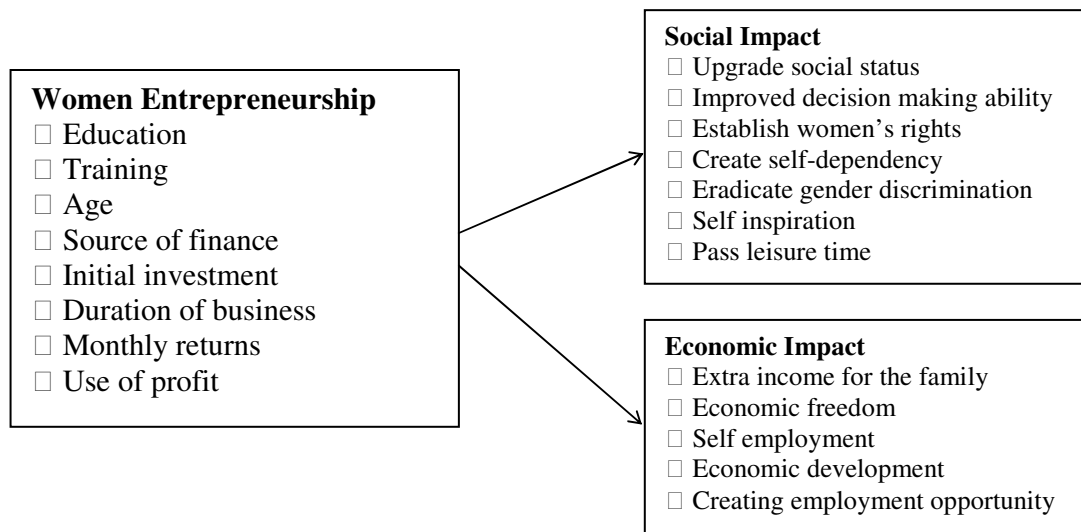 Women Entrepreneurship
□ Education
□ Training
□ Age
□ Source of finance
□ Initial investment
□ Duration of business
□ Monthly returns
□ Use of profit
Social Impact
□ Upgrade social status
□ Improved decision making ability
□ Establish women’s rights
□ Create self-dependency
□ Eradicate gender discrimination
□ Self inspiration
□ Pass leisure time
Economic Impact
□ Extra income for the family
□ Economic freedom
□ Self employment
□ Economic development
□ Creating employment opportunity